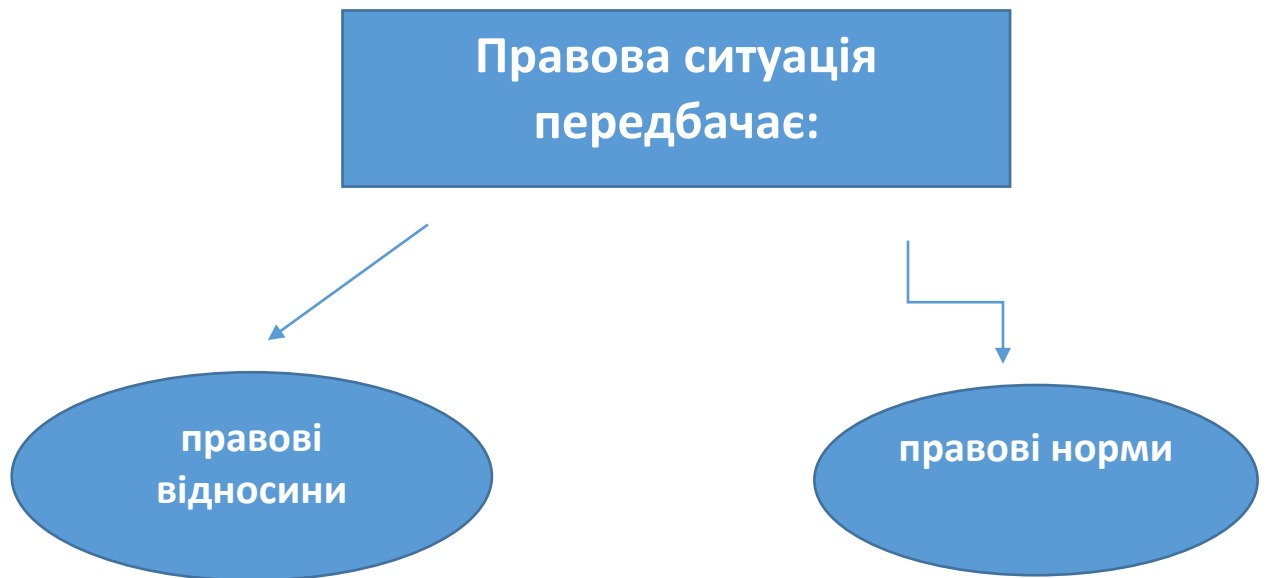 Правова ситуація
передбачає:
правові
відносини
правові норми